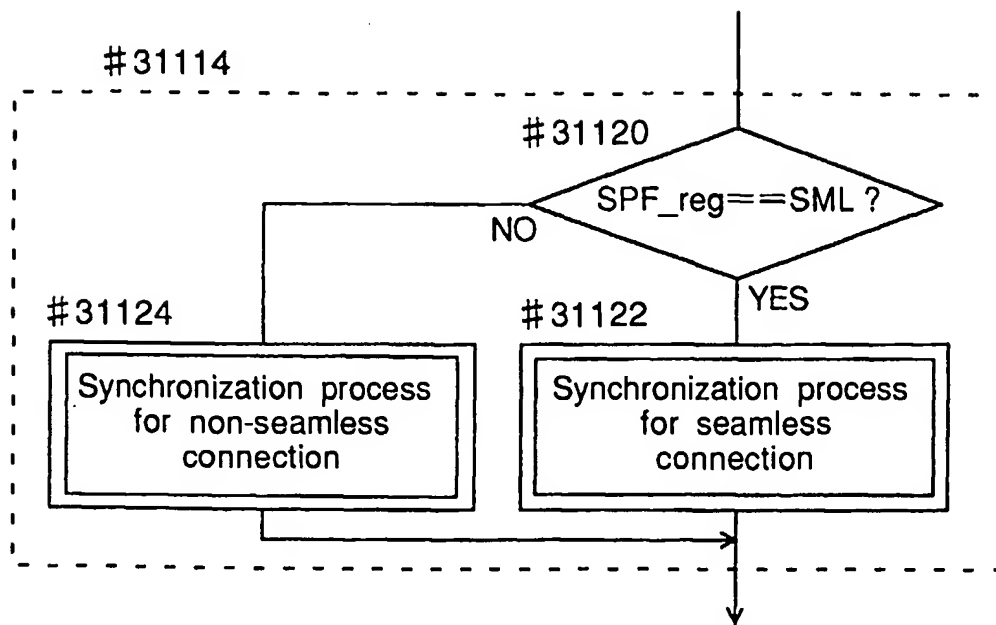 #31114
#31120
SPF_reg==SML ?
NO
YES
#31124
#31122
Synchronization process
for non-seamless
connection
Synchronization process
for seamless
connection